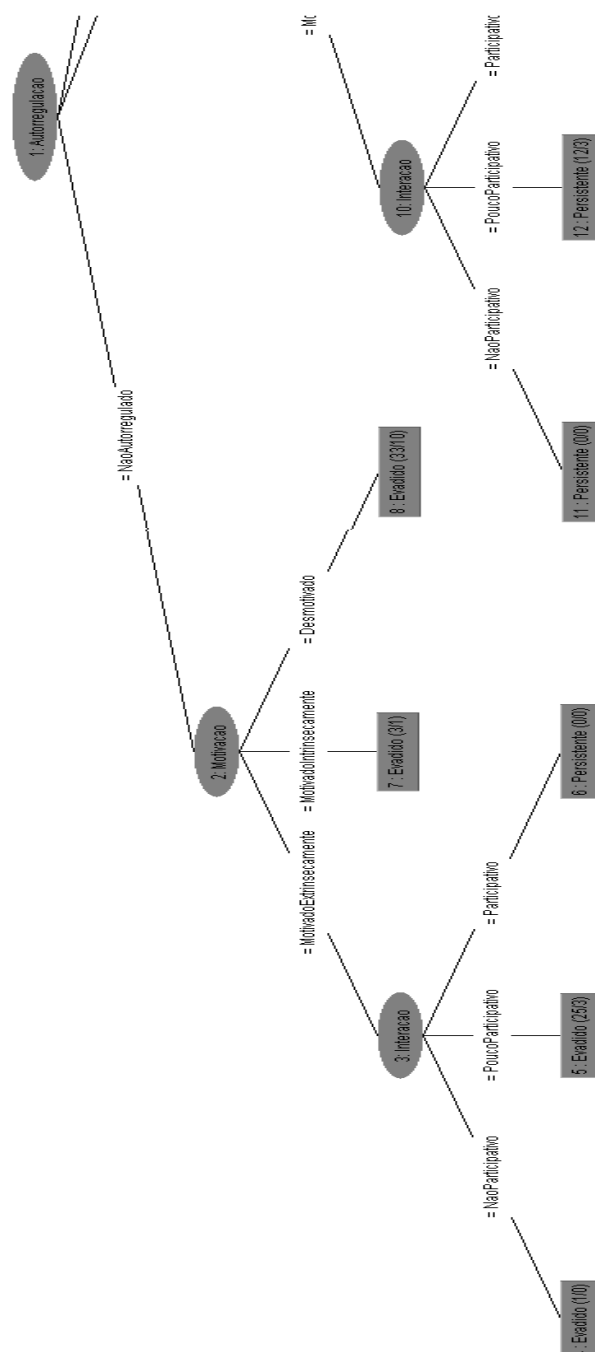 1: Autorregulacao
= NaoAutorregulado
2: Motivacao
= MotivadoExtrinsecamente
= MotivadoIntrinsecamente
= Desmotivado
3: Interacao
7 : Evadido (3/1)
8 : Evadido (33/10)
= NaoParticipativo
= PoucoParticipativo
= Participativo
: Evadido (1/0)
5 : Evadido (25/3)
6 : Persistente (0/0)
10: Interacao
= NaoParticipativo
= PoucoParticipativo
= Participativo
11 : Persistente (0/0)
12 : Persistente (12/3)